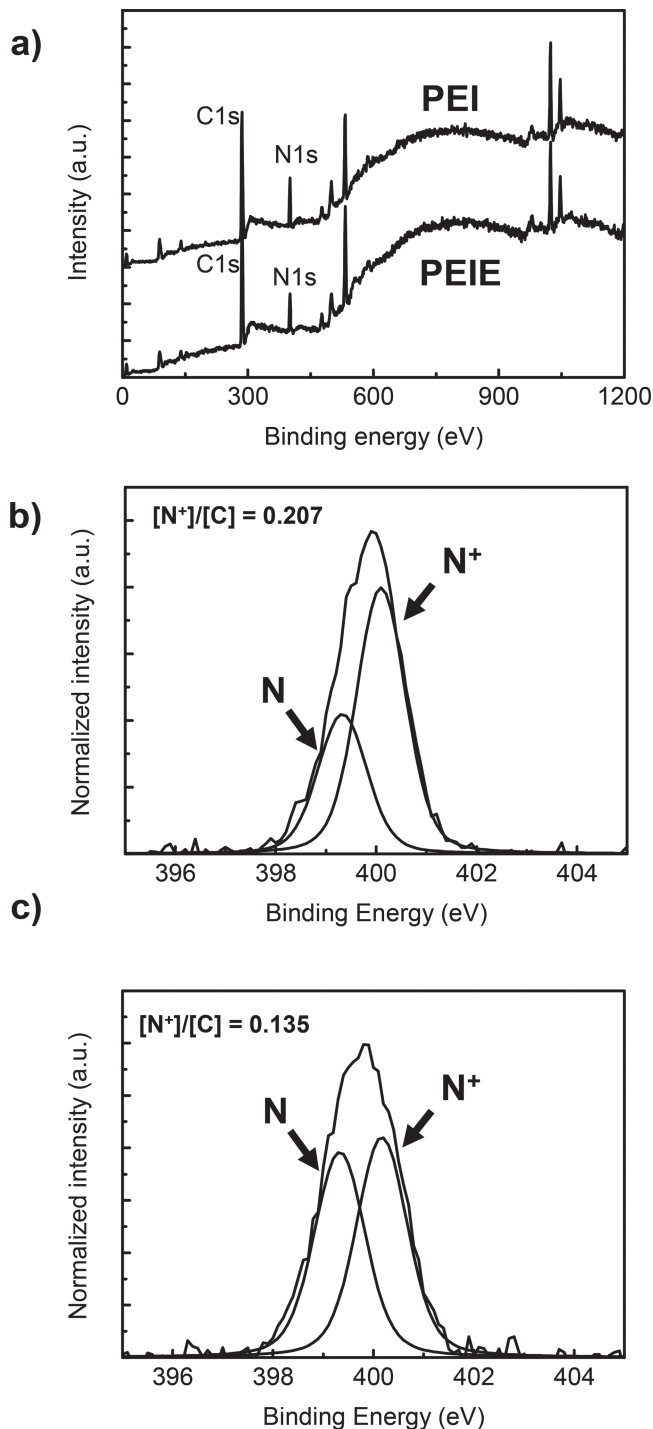 a)
Intensity (a.u.)
C1s
N1s
PEI
C1s
N1s
PEIE
0 300 600 900 1200
Binding energy (eV)
b)
[N⁺]/[C] = 0.207
Normalized intensity (a.u.)
N
N⁺
396 398 400 402 404
Binding Energy (eV)
c)
[N⁺]/[C] = 0.135
Normalized intensity (a.u.)
N
N⁺
396 398 400 402 404
Binding Energy (eV)